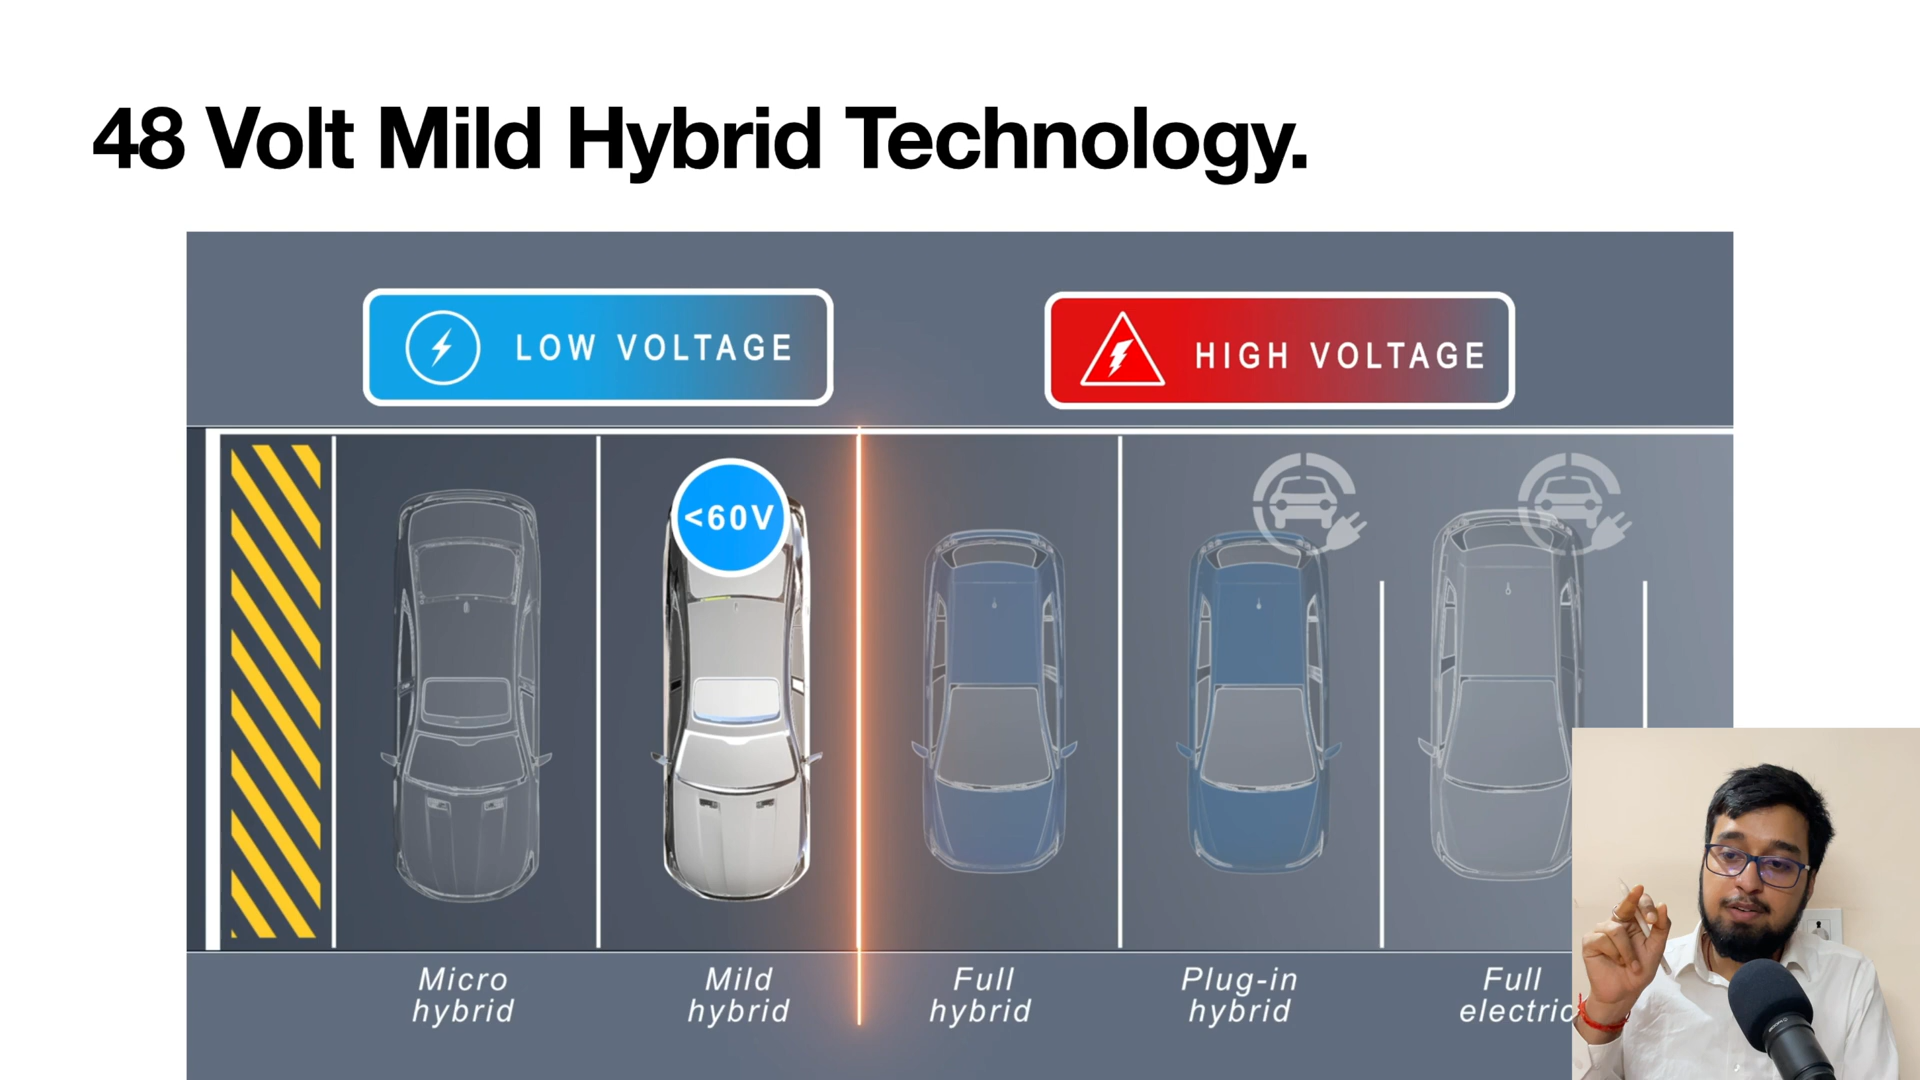 48 Volt Mild Hybrid Technology.
LOW VOLTAGE
HIGH VOLTAGE
<60V
Micro
hybrid
Mild
hybrid
Full
hybrid
Plug-in
hybrid
Full
electric